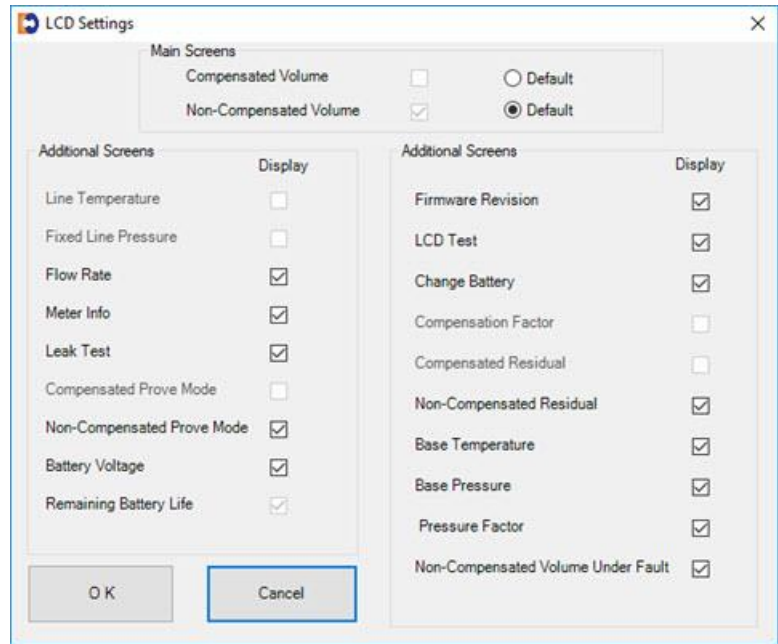 LCD Settings
Main Screens
Compensated Volume Default
Non-Compensated Volume Default
Additional Screens
Display
Line Temperature
Fixed Line Pressure
Flow Rate
Meter Info
Leak Test
Compensated Prove Mode
Non-Compensated Prove Mode
Battery Voltage
Remaining Battery Life
Additional Screens
Display
Firmware Revision
LCD Test
Change Battery
Compensation Factor
Compensated Residual
Non-Compensated Residual
Base Temperature
Base Pressure
Pressure Factor
Non-Compensated Volume Under Fault
O K
Cancel